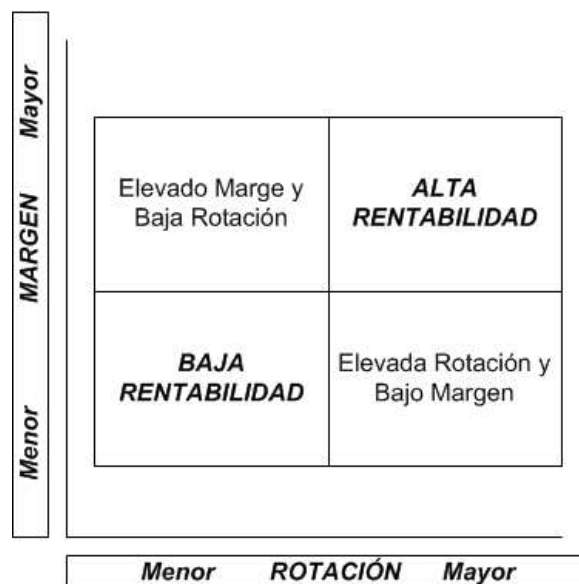 Mayor
MARGEN
Menor
Elevado Marge y
Baja Rotación
ALTA
RENTABILIDAD
BAJA
RENTABILIDAD
Elevada Rotación y
Bajo Margen
Menor ROTACIÓN Mayor